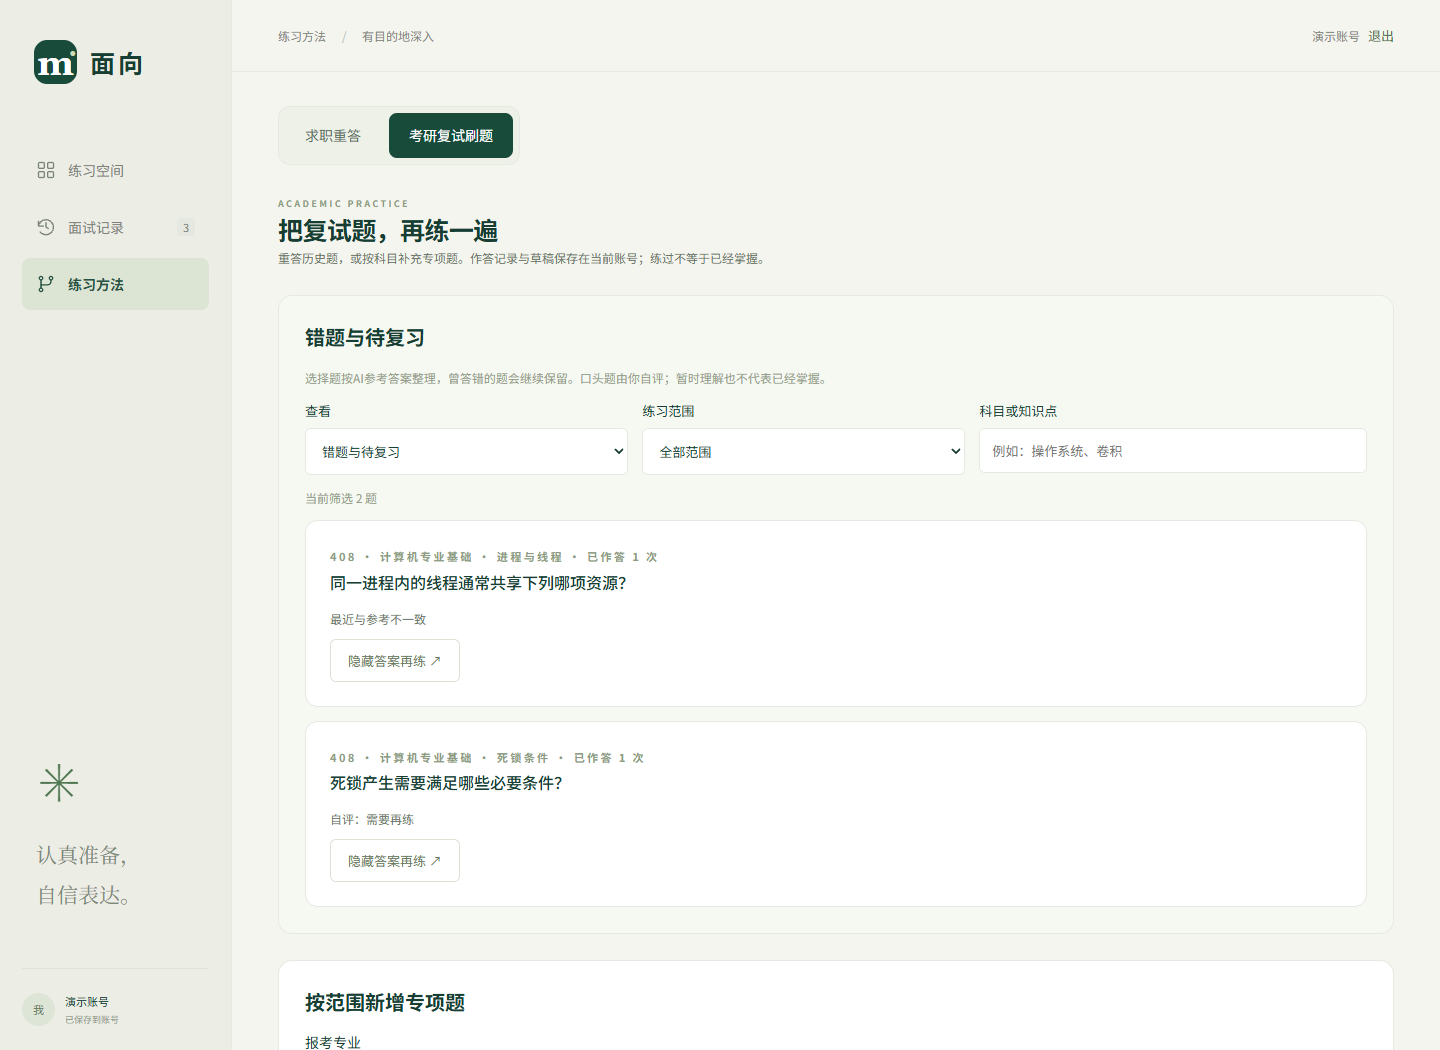 m 面向
练习空间
面试记录 3
练习方法
认真准备，
自信表达。
我
演示账号
已保存到账号
练习方法 / 有目的地深入
演示账号 退出
求职重答 考研复试刷题
ACADEMIC PRACTICE
把复试题，再练一遍
重答历史题，或按科目补充专项题。作答记录与草稿保存在当前账号；练过不等于已经掌握。
错题与待复习
选择题按AI参考答案整理，曾答错的题会继续保留。口头题由你自评；暂时理解也不代表已经掌握。
查看 练习范围 科目或知识点
错题与待复习 全部范围 例如：操作系统、卷积
当前筛选 2 题
408 · 计算机专业基础 · 进程与线程 · 已作答 1 次
同一进程内的线程通常共享下列哪项资源？
最近与参考不一致
隐藏答案再练 ↗
408 · 计算机专业基础 · 死锁条件 · 已作答 1 次
死锁产生需要满足哪些必要条件？
自评：需要再练
隐藏答案再练 ↗
按范围新增专项题
报考专业